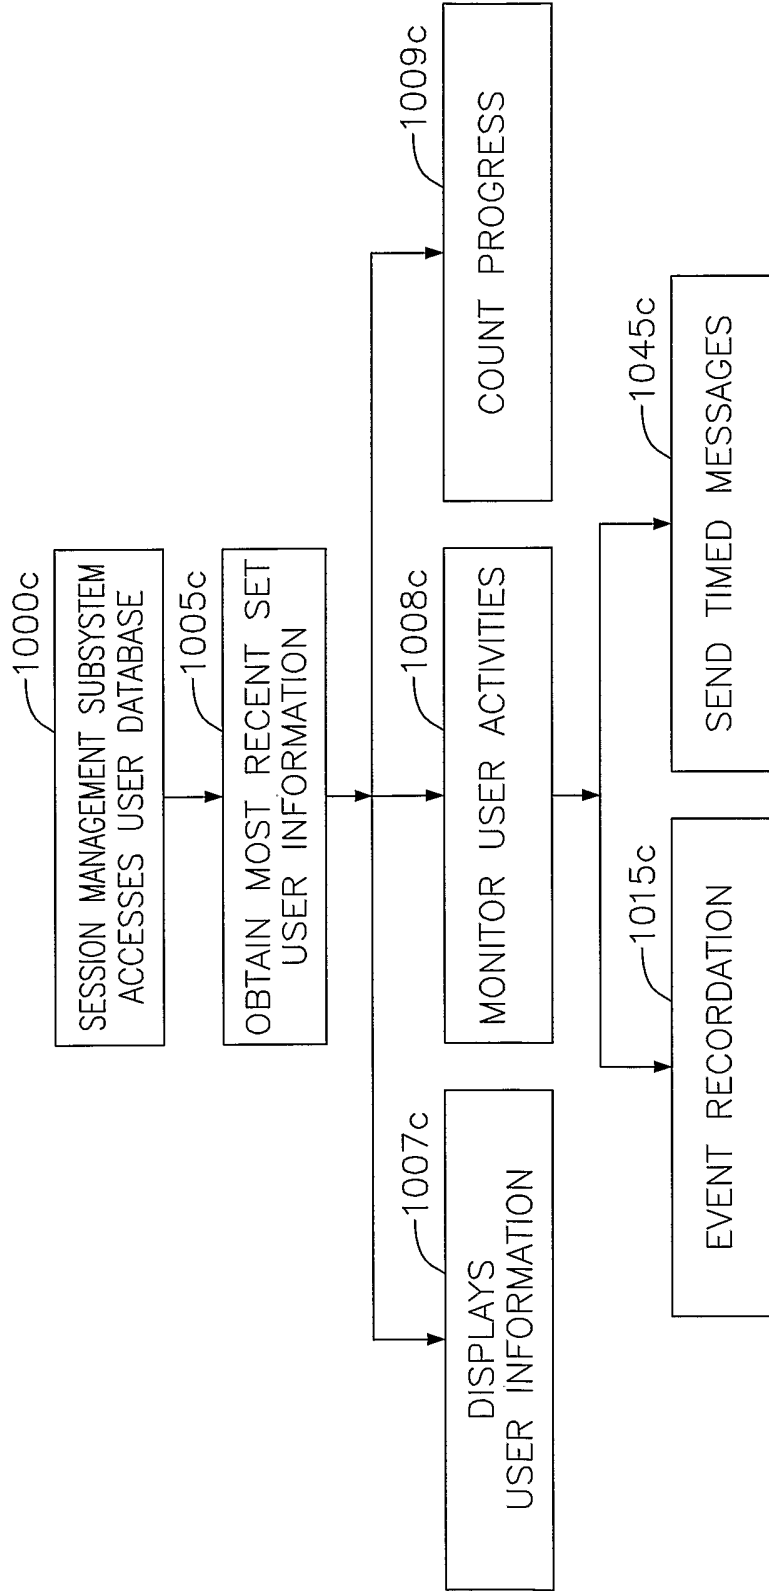 1000c
SESSION MANAGEMENT SUBSYSTEM
ACCESSES USER DATABASE
1005c
OBTAIN MOST RECENT SET
USER INFORMATION
1007c
DISPLAYS
USER INFORMATION
1008c
MONITOR USER ACTIVITIES
1009c
COUNT PROGRESS
1015c
EVENT RECORDATION
1045c
SEND TIMED MESSAGES